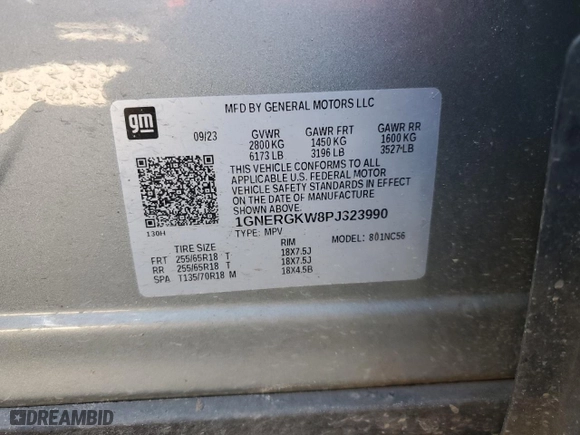 MFD BY GENERAL MOTORS LLC
gm
09/23 GVWR GAWR FRT GAWR RR
2800 KG 1450 KG 1600 KG
6173 LB 3196 LB 3527 LB
THIS VEHICLE CONFORMS TO ALL
APPLICABLE U.S. FEDERAL MOTOR
VEHICLE SAFETY STANDARDS IN EFFECT
ON THE DATE OF MANUFACTURE
SHOWN ABOVE.
1GNERGKW8PJ323990
130H TYPE: MPV MODEL: 801NC56
TIRE SIZE RIM
FRT 255/65R18 T 18X7.5J
RR 255/65R18 T 18X7.5J
SPA T135/70R18 M 18X4.5B
© DREAMBID